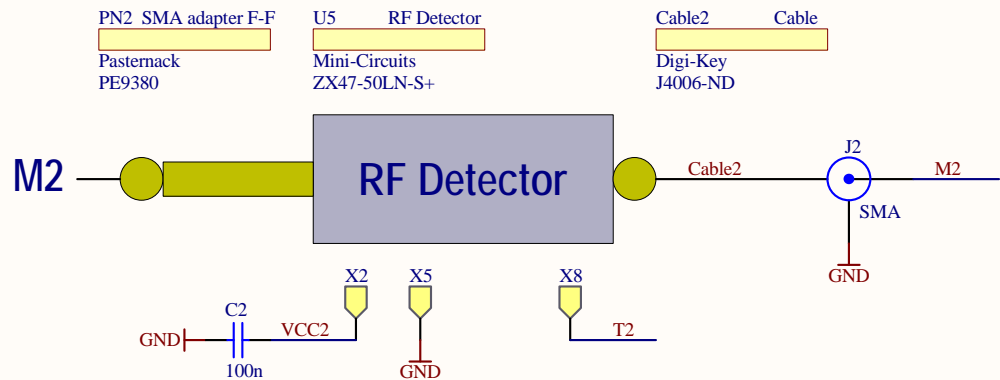 PN2 SMA adapter F-F
Pasternack
PE9380
U5 RF Detector
Mini-Circuits
ZX47-50LN-S+
Cable2 Cable
Digi-Key
J4006-ND
M2
RF Detector
Cable2
J2
M2
SMA
GND
X2
X5
X8
C2
GND
VCC2
T2
100n
GND